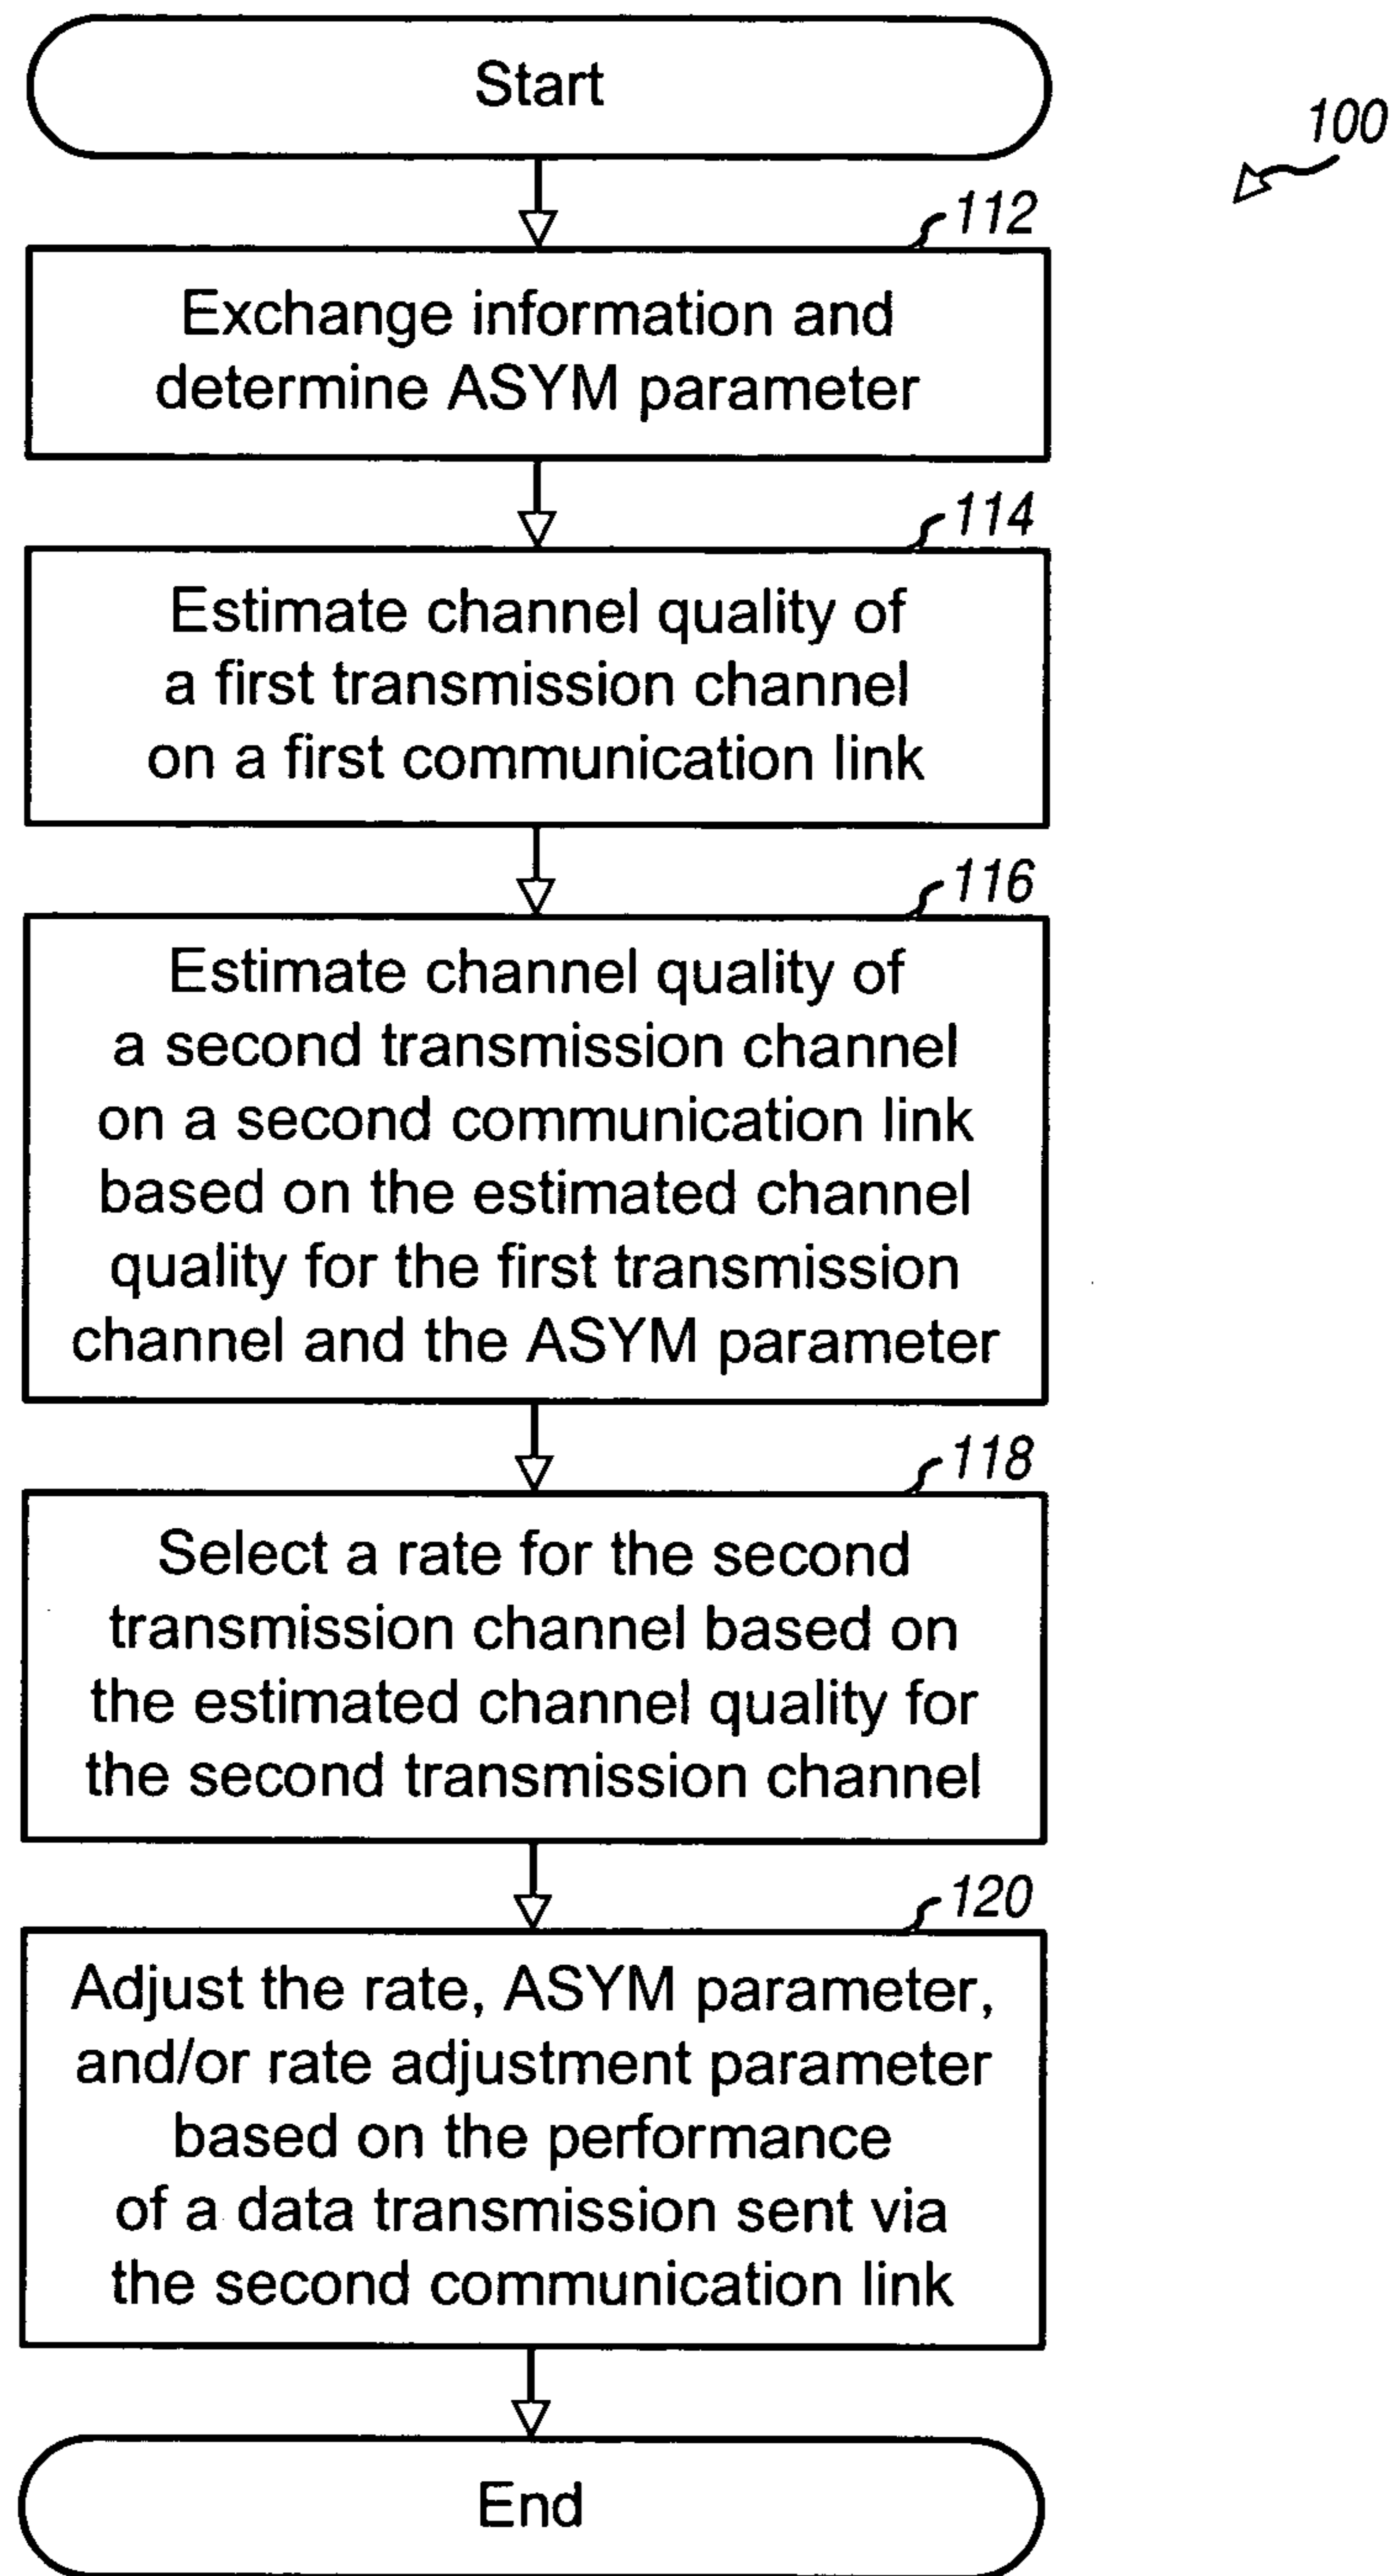 Start
100
112
Exchange information and
determine ASYM parameter
114
Estimate channel quality of
a first transmission channel
on a first communication link
116
Estimate channel quality of
a second transmission channel
on a second communication link
based on the estimated channel
quality for the first transmission
channel and the ASYM parameter
118
Select a rate for the second
transmission channel based on
the estimated channel quality for
the second transmission channel
120
Adjust the rate, ASYM parameter,
and/or rate adjustment parameter
based on the performance
of a data transmission sent via
the second communication link
End